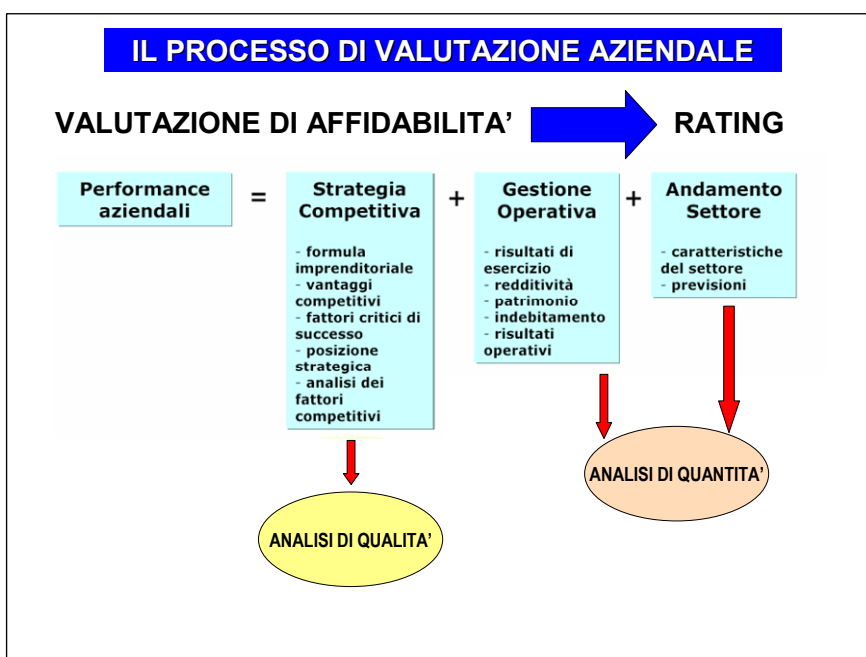 IL PROCESSO DI VALUTAZIONE AZIENDALE
VALUTAZIONE DI AFFIDABILITA’
RATING
Performance
aziendali
=
Strategia
Competitiva
- formula
imprenditoriale
- vantaggi
competitivi
- fattori critici di
successo
- posizione
strategica
- analisi dei
fattori
competitivi
+
Gestione
Operativa
- risultati di
esercizio
- redditività
- patrimonio
- indebitamento
- risultati
operativi
+
Andamento
Settore
- caratteristiche
del settore
- previsioni
ANALISI DI QUALITA’
ANALISI DI QUANTITA’